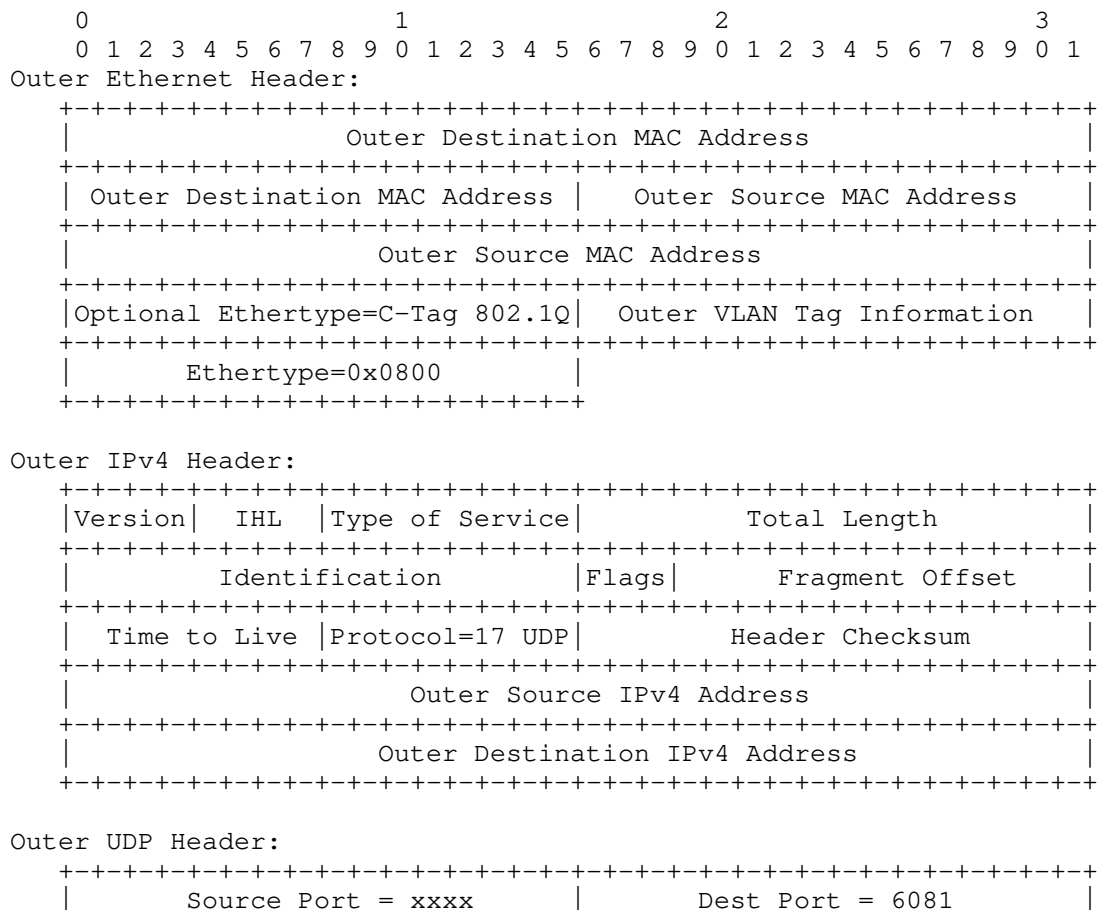 0                   1                   2                   3
 0 1 2 3 4 5 6 7 8 9 0 1 2 3 4 5 6 7 8 9 0 1 2 3 4 5 6 7 8 9 0 1
Outer Ethernet Header:
+-+-+-+-+-+-+-+-+-+-+-+-+-+-+-+-+-+-+-+-+-+-+-+-+-+-+-+-+-+-+-+-+
|                 Outer Destination MAC Address                 |
+-+-+-+-+-+-+-+-+-+-+-+-+-+-+-+-+-+-+-+-+-+-+-+-+-+-+-+-+-+-+-+-+
| Outer Destination MAC Address |   Outer Source MAC Address    |
+-+-+-+-+-+-+-+-+-+-+-+-+-+-+-+-+-+-+-+-+-+-+-+-+-+-+-+-+-+-+-+-+
|                   Outer Source MAC Address                    |
+-+-+-+-+-+-+-+-+-+-+-+-+-+-+-+-+-+-+-+-+-+-+-+-+-+-+-+-+-+-+-+-+
|Optional Ethertype=C-Tag 802.1Q|  Outer VLAN Tag Information   |
+-+-+-+-+-+-+-+-+-+-+-+-+-+-+-+-+-+-+-+-+-+-+-+-+-+-+-+-+-+-+-+-+
|       Ethertype=0x0800        |
+-+-+-+-+-+-+-+-+-+-+-+-+-+-+-+-+
Outer IPv4 Header:
+-+-+-+-+-+-+-+-+-+-+-+-+-+-+-+-+-+-+-+-+-+-+-+-+-+-+-+-+-+-+-+-+
|Version|  IHL  |Type of Service|          Total Length         |
+-+-+-+-+-+-+-+-+-+-+-+-+-+-+-+-+-+-+-+-+-+-+-+-+-+-+-+-+-+-+-+-+
|         Identification        |Flags|      Fragment Offset    |
+-+-+-+-+-+-+-+-+-+-+-+-+-+-+-+-+-+-+-+-+-+-+-+-+-+-+-+-+-+-+-+-+
|  Time to Live |Protocol=17 UDP|         Header Checksum       |
+-+-+-+-+-+-+-+-+-+-+-+-+-+-+-+-+-+-+-+-+-+-+-+-+-+-+-+-+-+-+-+-+
|                     Outer Source IPv4 Address                 |
+-+-+-+-+-+-+-+-+-+-+-+-+-+-+-+-+-+-+-+-+-+-+-+-+-+-+-+-+-+-+-+-+
|                   Outer Destination IPv4 Address              |
+-+-+-+-+-+-+-+-+-+-+-+-+-+-+-+-+-+-+-+-+-+-+-+-+-+-+-+-+-+-+-+-+
Outer UDP Header:
+-+-+-+-+-+-+-+-+-+-+-+-+-+-+-+-+-+-+-+-+-+-+-+-+-+-+-+-+-+-+-+-+
|       Source Port = xxxx      |       Dest Port = 6081        |